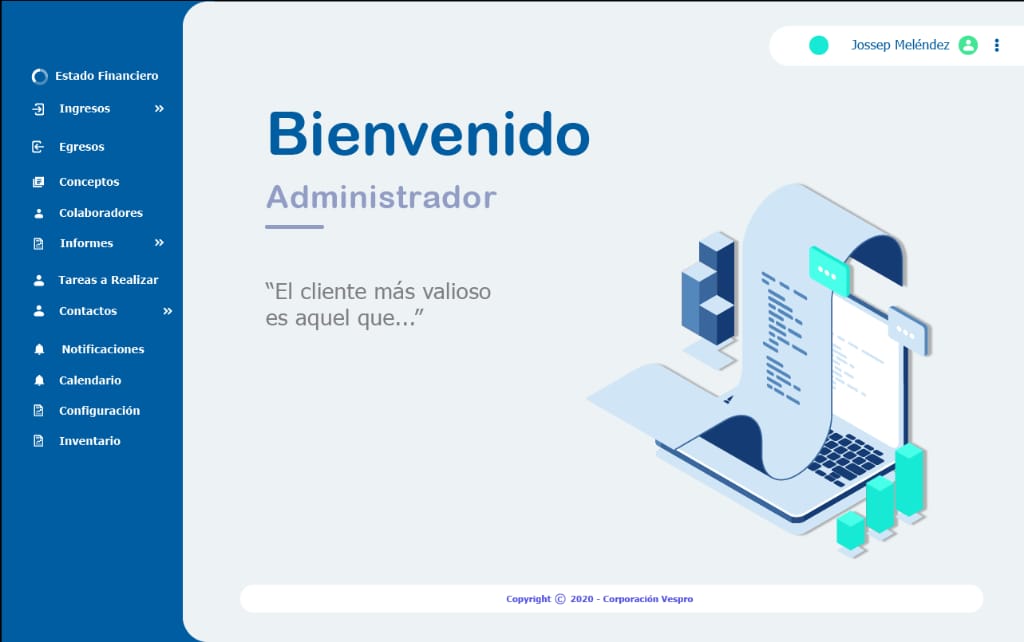 Jossep Meléndez
Estado Financiero
Ingresos
Egresos
Conceptos
Colaboradores
Informes
Tareas a Realizar
Contactos
Notificaciones
Calendario
Configuración
Inventario
Bienvenido
Administrador
“El cliente más valioso
es aquel que...”
Copyright © 2020 - Corporación Vespro